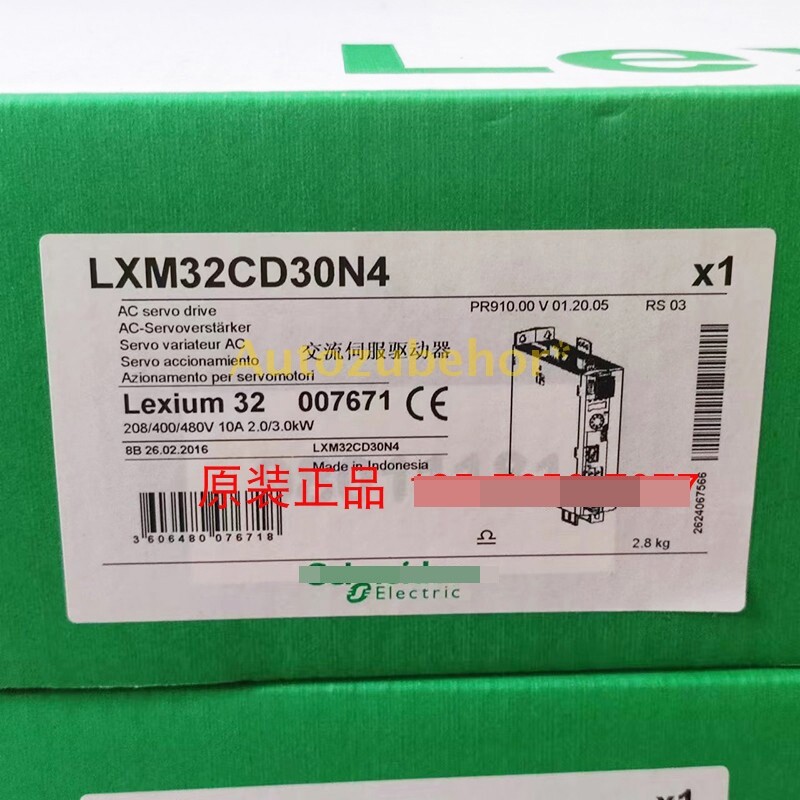 LXM32CD30N4 x1
AC servo drive PR910.00 V 01.20.05 RS 03
AC-Servoverstärker
Servo variateur AC 交流伺服驱动器
Servo accionamiento
Azionamento per servomotori
Autozubehor*
Lexium 32 007671 CE
208/400/480V 10A 2.0/3.0kW
8B 26.02.2016 LXM32CD30N4
Made in Indonesia
原装正品
3 606480 076718
2.8 kg
2624067566
Electric
x1